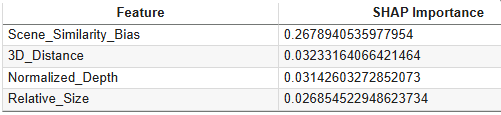 Feature SHAP Importance
Scene_Similarity_Bias 0.2678940535977954
3D_Distance 0.03233164066421464
Normalized_Depth 0.03142603272852073
Relative_Size 0.026854522948623734